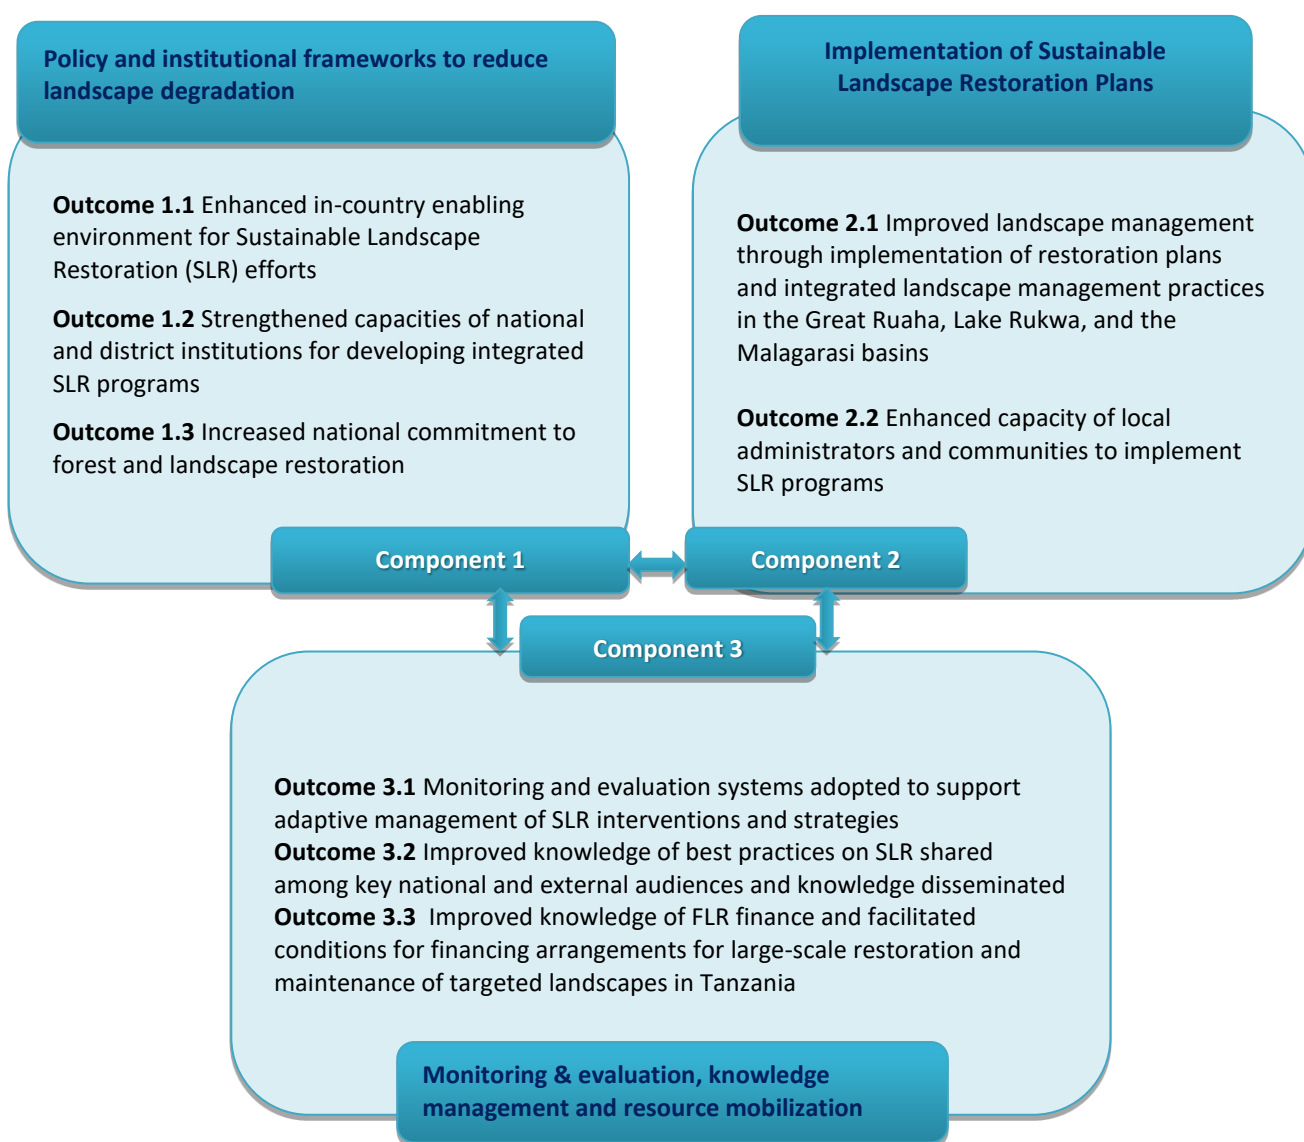 Policy and institutional frameworks to reduce
landscape degradation
Outcome 1.1 Enhanced in-country enabling
environment for Sustainable Landscape
Restoration (SLR) efforts
Outcome 1.2 Strengthened capacities of national
and district institutions for developing integrated
SLR programs
Outcome 1.3 Increased national commitment to
forest and landscape restoration
Component 1
Implementation of Sustainable
Landscape Restoration Plans
Outcome 2.1 Improved landscape management
through implementation of restoration plans
and integrated landscape management practices
in the Great Ruaha, Lake Rukwa, and the
Malagarasi basins
Outcome 2.2 Enhanced capacity of local
administrators and communities to implement
SLR programs
Component 2
Component 3
Outcome 3.1 Monitoring and evaluation systems adopted to support
adaptive management of SLR interventions and strategies
Outcome 3.2 Improved knowledge of best practices on SLR shared
among key national and external audiences and knowledge disseminated
Outcome 3.3 Improved knowledge of FLR finance and facilitated
conditions for financing arrangements for large-scale restoration and
maintenance of targeted landscapes in Tanzania
Monitoring & evaluation, knowledge
management and resource mobilization